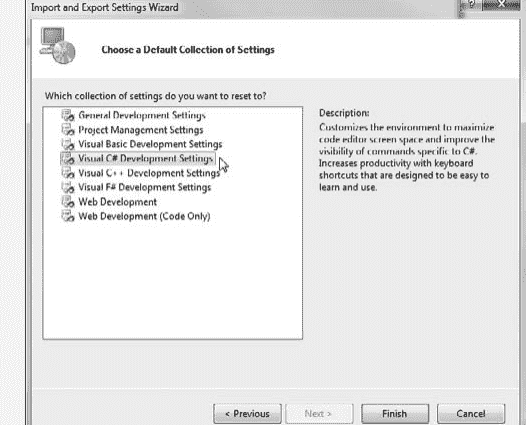 Import and Export Settings Wizard
?
X
Choose a Default Collection of Settings
Which collection of settings do you want to reset to?
General Development Settings
Project Management Settings
Visual Basic Development Settings
Visual C# Development Settings
Visual C++ Development Settings
Visual F# Development Settings
Web Development
Web Development (Code Only)
Description:
Customizes the environment to maximize
code editor screen space and improve the
visibility of commands specific to C#.
Increases productivity with keyboard
shortcuts that are designed to be easy to
learn and use.
< Previous
Next >
Finish
Cancel